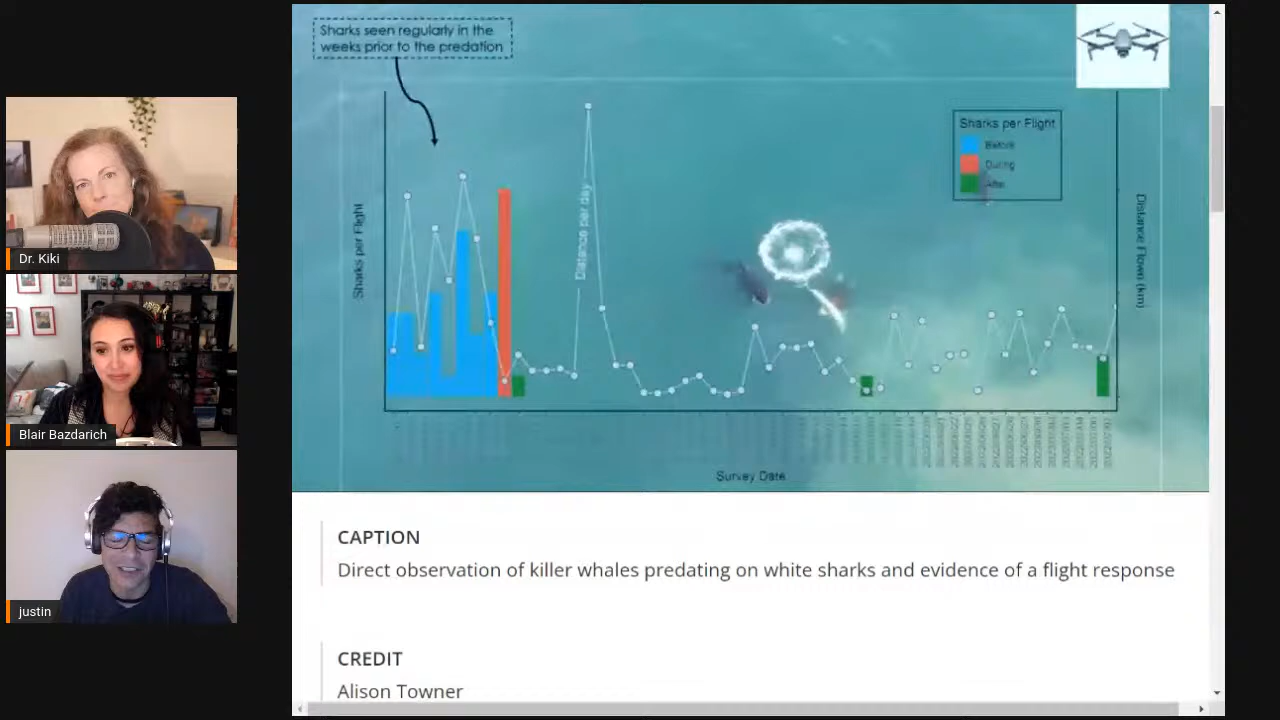 Sharks seen regularly in the
weeks prior to the predation
Sharks per Flight
Before
During
After
Sharks per Flight
Distance per day
Distance Flown (km)
Survey Date
Dr. Kiki
Blair Bazdarich
justin
CAPTION
Direct observation of killer whales predating on white sharks and evidence of a flight response
CREDIT
Alison Towner